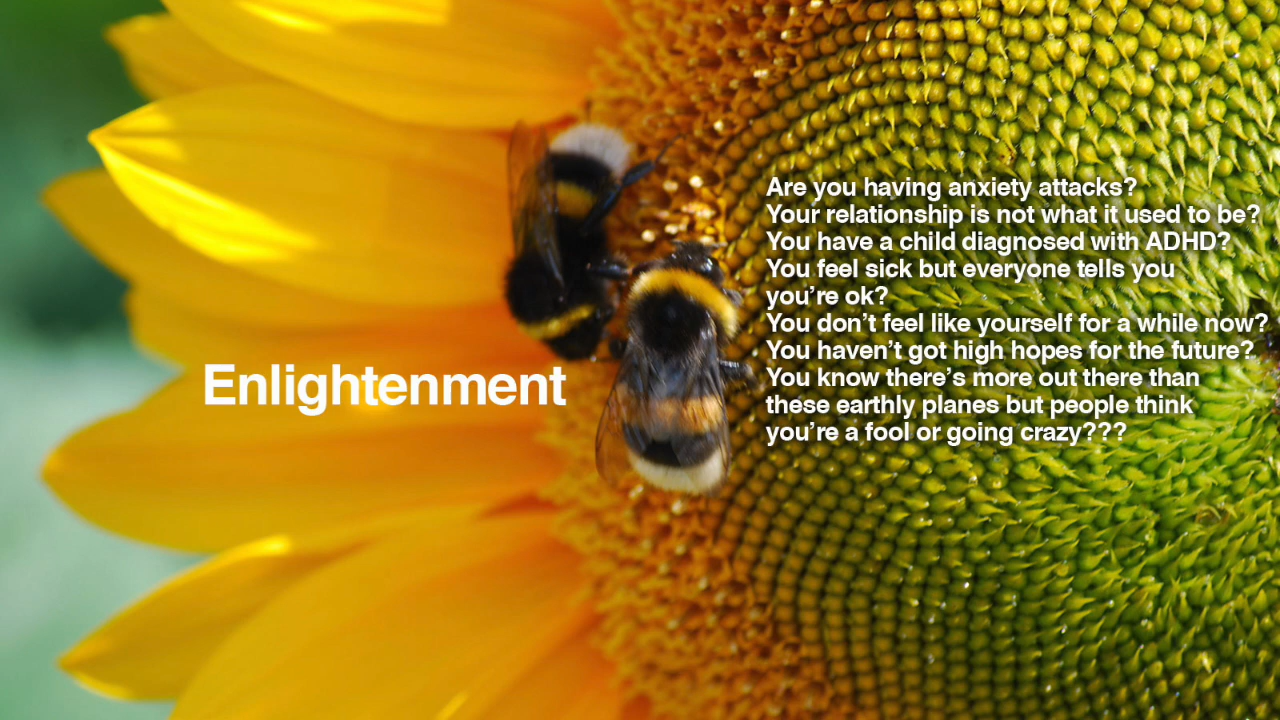 Enlightenment
Are you having anxiety attacks?
Your relationship is not what it used to be?
You have a child diagnosed with ADHD?
You feel sick but everyone tells you
you’re ok?
You don’t feel like yourself for a while now?
You haven’t got high hopes for the future?
You know there’s more out there than
these earthly planes but people think
you’re a fool or going crazy???